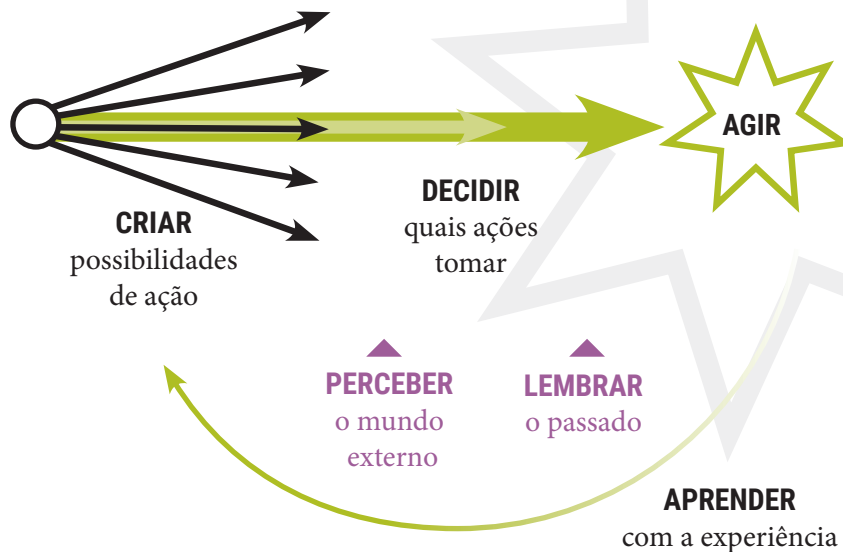 AGIR
CRIAR
possibilidades
de ação
DECIDIR
quais ações
tomar
PERCEBER
o mundo
externo
LEMBRAR
o passado
APRENDER
com a experiência